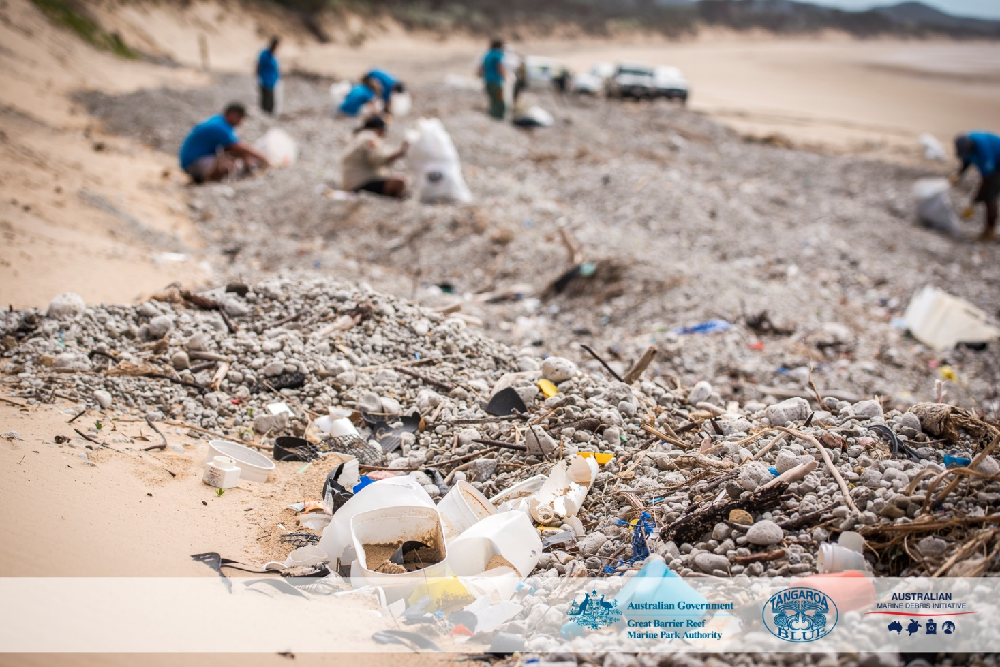 Australian Government
Great Barrier Reef
Marine Park Authority
TANGAROA
BLUE
AUSTRALIAN
MARINE DEBRIS INITIATIVE